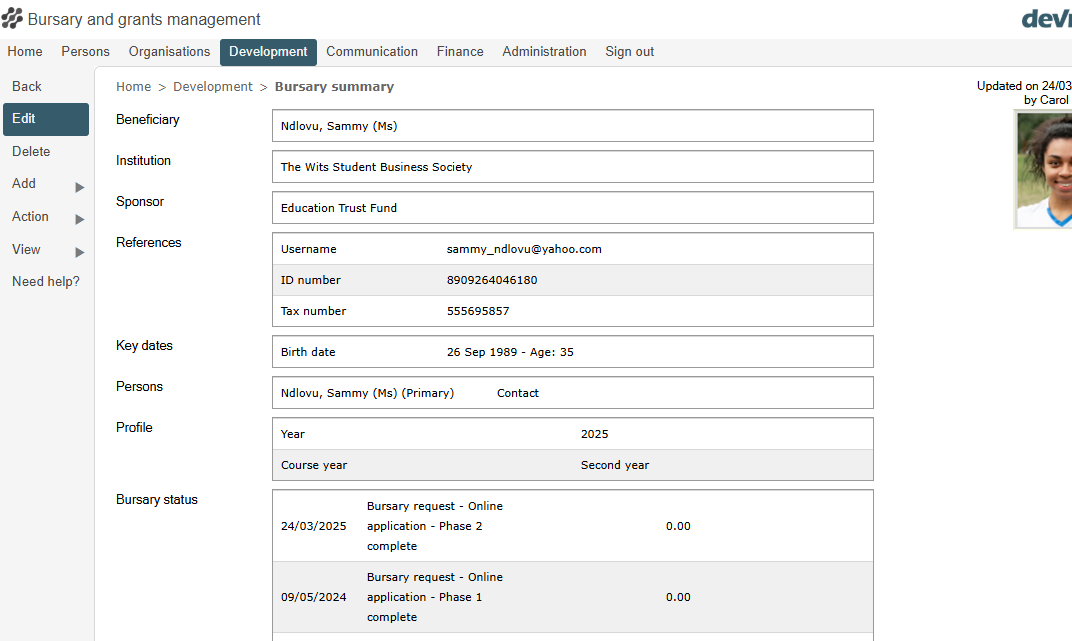 Bursary and grants management
devr
Home Persons Organisations Development Communication Finance Administration Sign out
Back
Edit
Delete
Add
Action
View
Need help?
Home > Development > Bursary summary
Updated on 24/03
by Carol
Beneficiary
Ndlovu, Sammy (Ms)
Institution
The Wits Student Business Society
Sponsor
Education Trust Fund
References
Username sammy_ndlovu@yahoo.com
ID number 8909264046180
Tax number 555695857
Key dates
Birth date 26 Sep 1989 - Age: 35
Persons
Ndlovu, Sammy (Ms) (Primary) Contact
Profile
Year 2025
Course year Second year
Bursary status
24/03/2025
Bursary request - Online
application - Phase 2
complete
0.00
09/05/2024
Bursary request - Online
application - Phase 1
complete
0.00